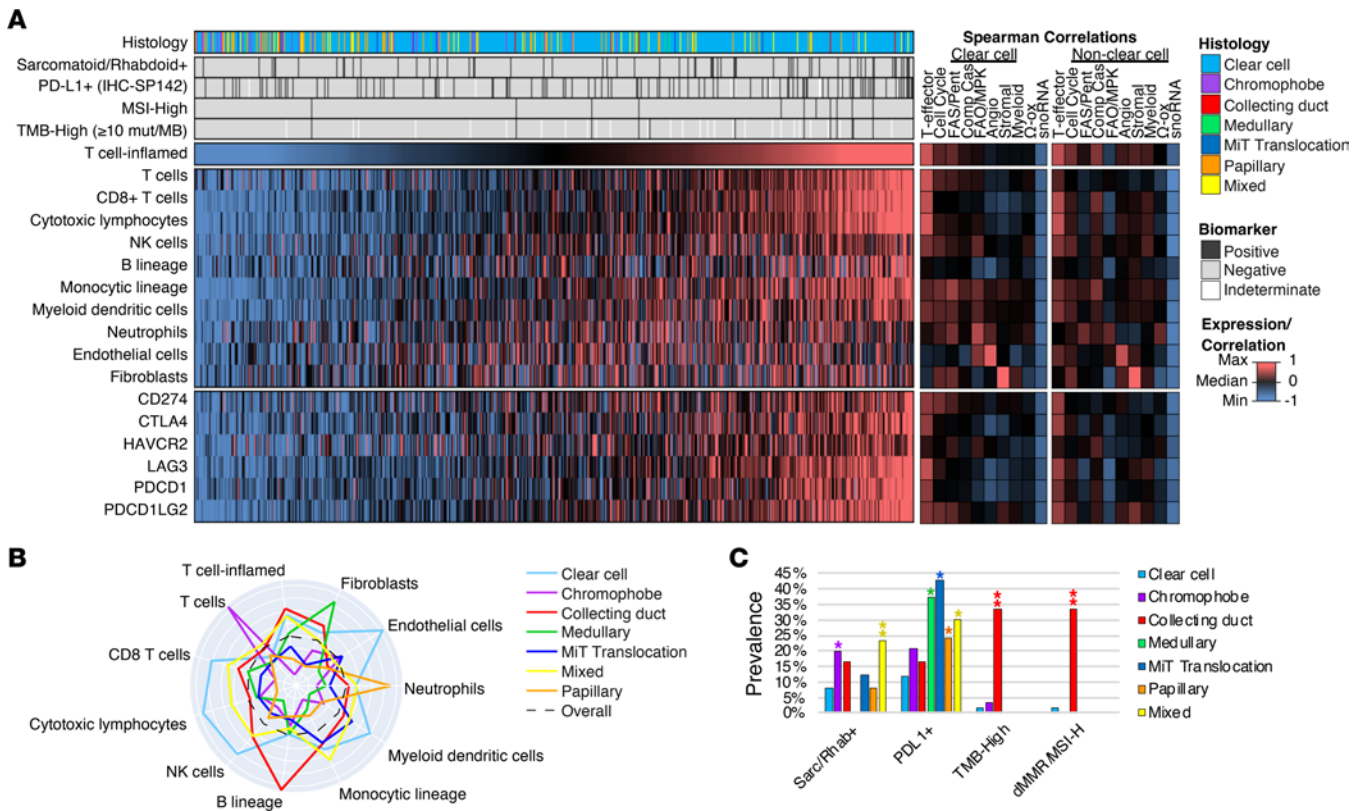 A
Histology
Sarcomatoid/Rhabdoid+
PD-L1+ (IHC-SP142)
MSI-High
TMB-High (≥10 mut/MB)
T cell-inflamed
T cells
CD8+ T cells
Cytotoxic lymphocytes
NK cells
B lineage
Monocytic lineage
Myeloid dendritic cells
Neutrophils
Endothelial cells
Fibroblasts
CD274
CTLA4
HAVCR2
LAG3
PDCD1
PDCD1LG2
Spearman Correlations
Clear cell
Non-clear cell
T-effector
Cell Cycle
FAS/Pent
Comp Cas
FAO/MPK
Angio
Stromal
Myeloid
Ω-ox
snoRNA
T-effector
Cell Cycle
FAS/Pent
Comp Cas
FAO/MPK
Angio
Stromal
Myeloid
Ω-ox
snoRNA
Histology
Clear cell
Chromophobe
Collecting duct
Medullary
MiT Translocation
Papillary
Mixed
Biomarker
Positive
Negative
Indeterminate
Expression/
Correlation
Max 1
Median 0
Min -1
B
T cell-inflamed
Fibroblasts
T cells
Endothelial cells
CD8 T cells
Neutrophils
Cytotoxic lymphocytes
Myeloid dendritic cells
NK cells
Monocytic lineage
B lineage
Clear cell
Chromophobe
Collecting duct
Medullary
MiT Translocation
Mixed
Papillary
Overall
C
Prevalence
45%
40%
35%
30%
25%
20%
15%
10%
5%
0%
Sarc/Rhab+
PDL1+
TMB-High
dMMR/MSI-H
Clear cell
Chromophobe
Collecting duct
Medullary
MiT Translocation
Papillary
Mixed